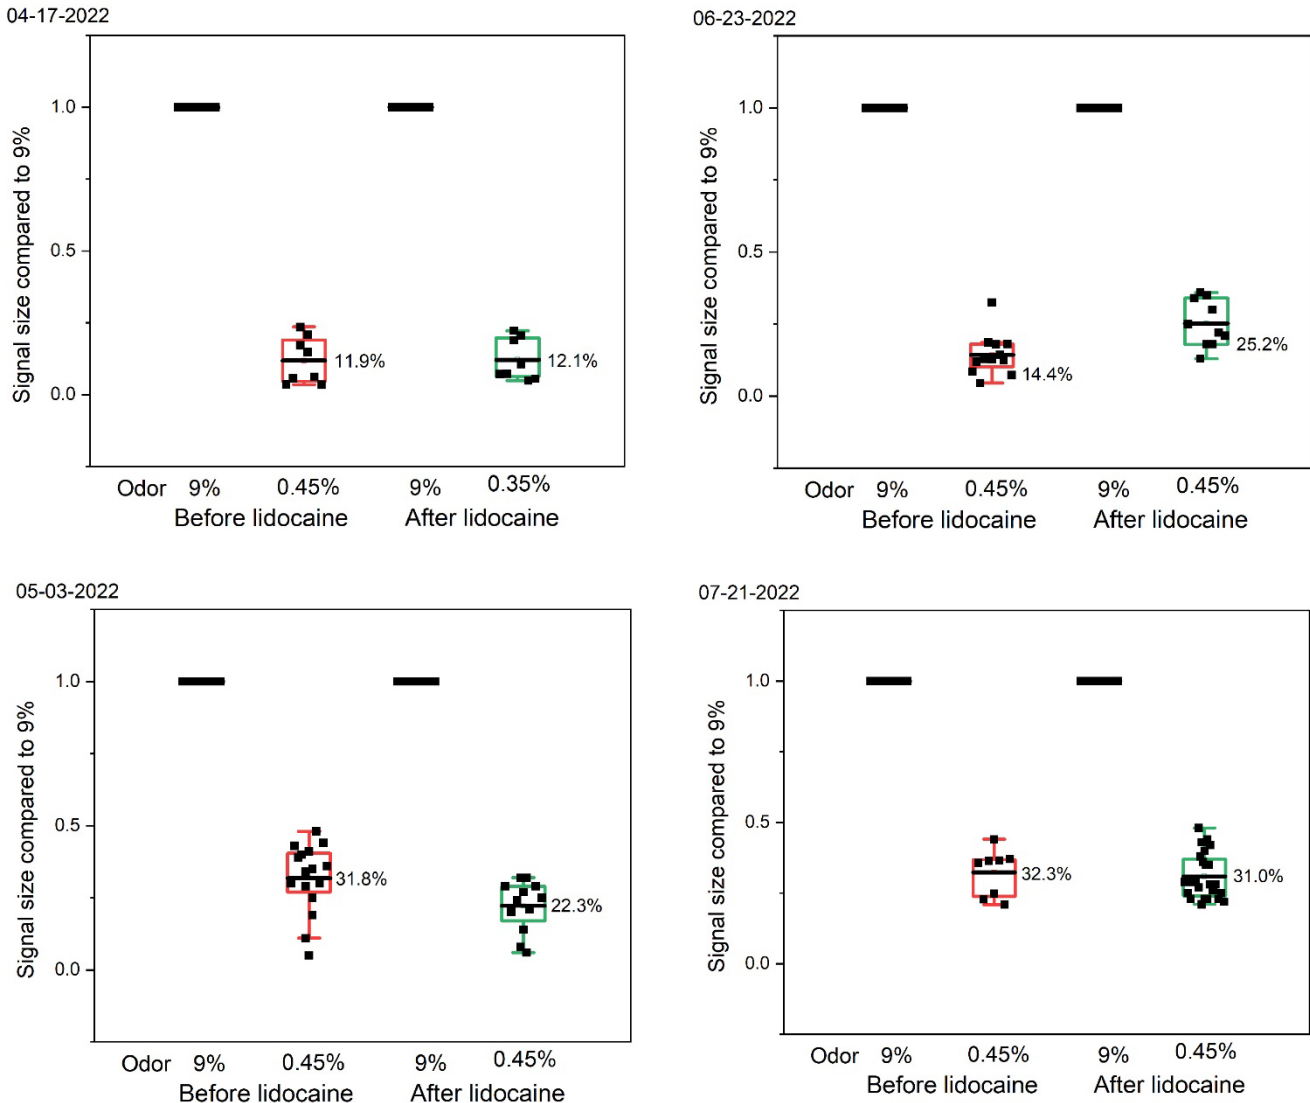 04-17-2022
Signal size compared to 9%
1.0
0.5
0.0
11.9%
12.1%
Odor 9% 0.45% 9% 0.35%
Before lidocaine After lidocaine
06-23-2022
Signal size compared to 9%
1.0
0.5
0.0
14.4%
25.2%
Odor 9% 0.45% 9% 0.45%
Before lidocaine After lidocaine
05-03-2022
Signal size compared to 9%
1.0
0.5
0.0
31.8%
22.3%
Odor 9% 0.45% 9% 0.45%
Before lidocaine After lidocaine
07-21-2022
Signal size compared to 9%
1.0
0.5
0.0
32.3%
31.0%
Odor 9% 0.45% 9% 0.45%
Before lidocaine After lidocaine